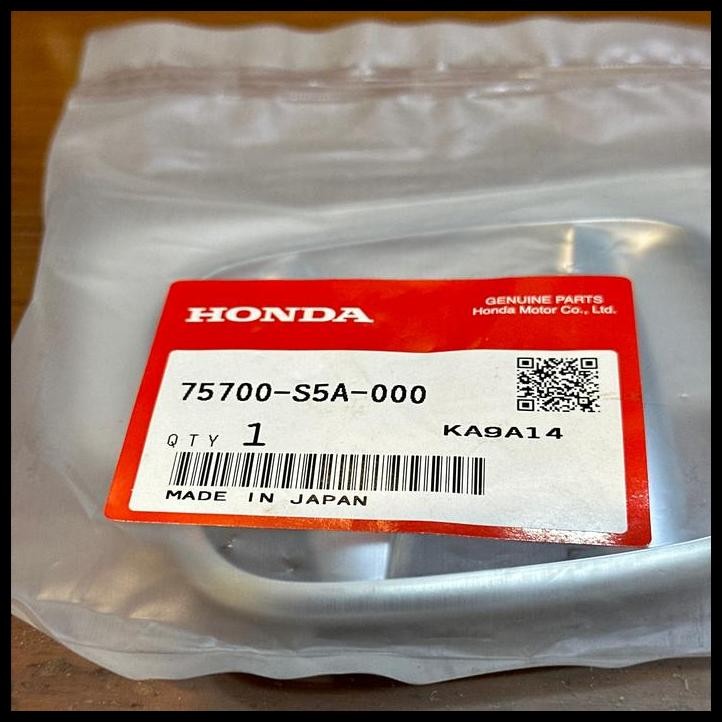 HONDA
GENUINE PARTS
Honda Motor Co., Ltd.
75700-S5A-000
QTY 1
KA9A14
MADE IN JAPAN